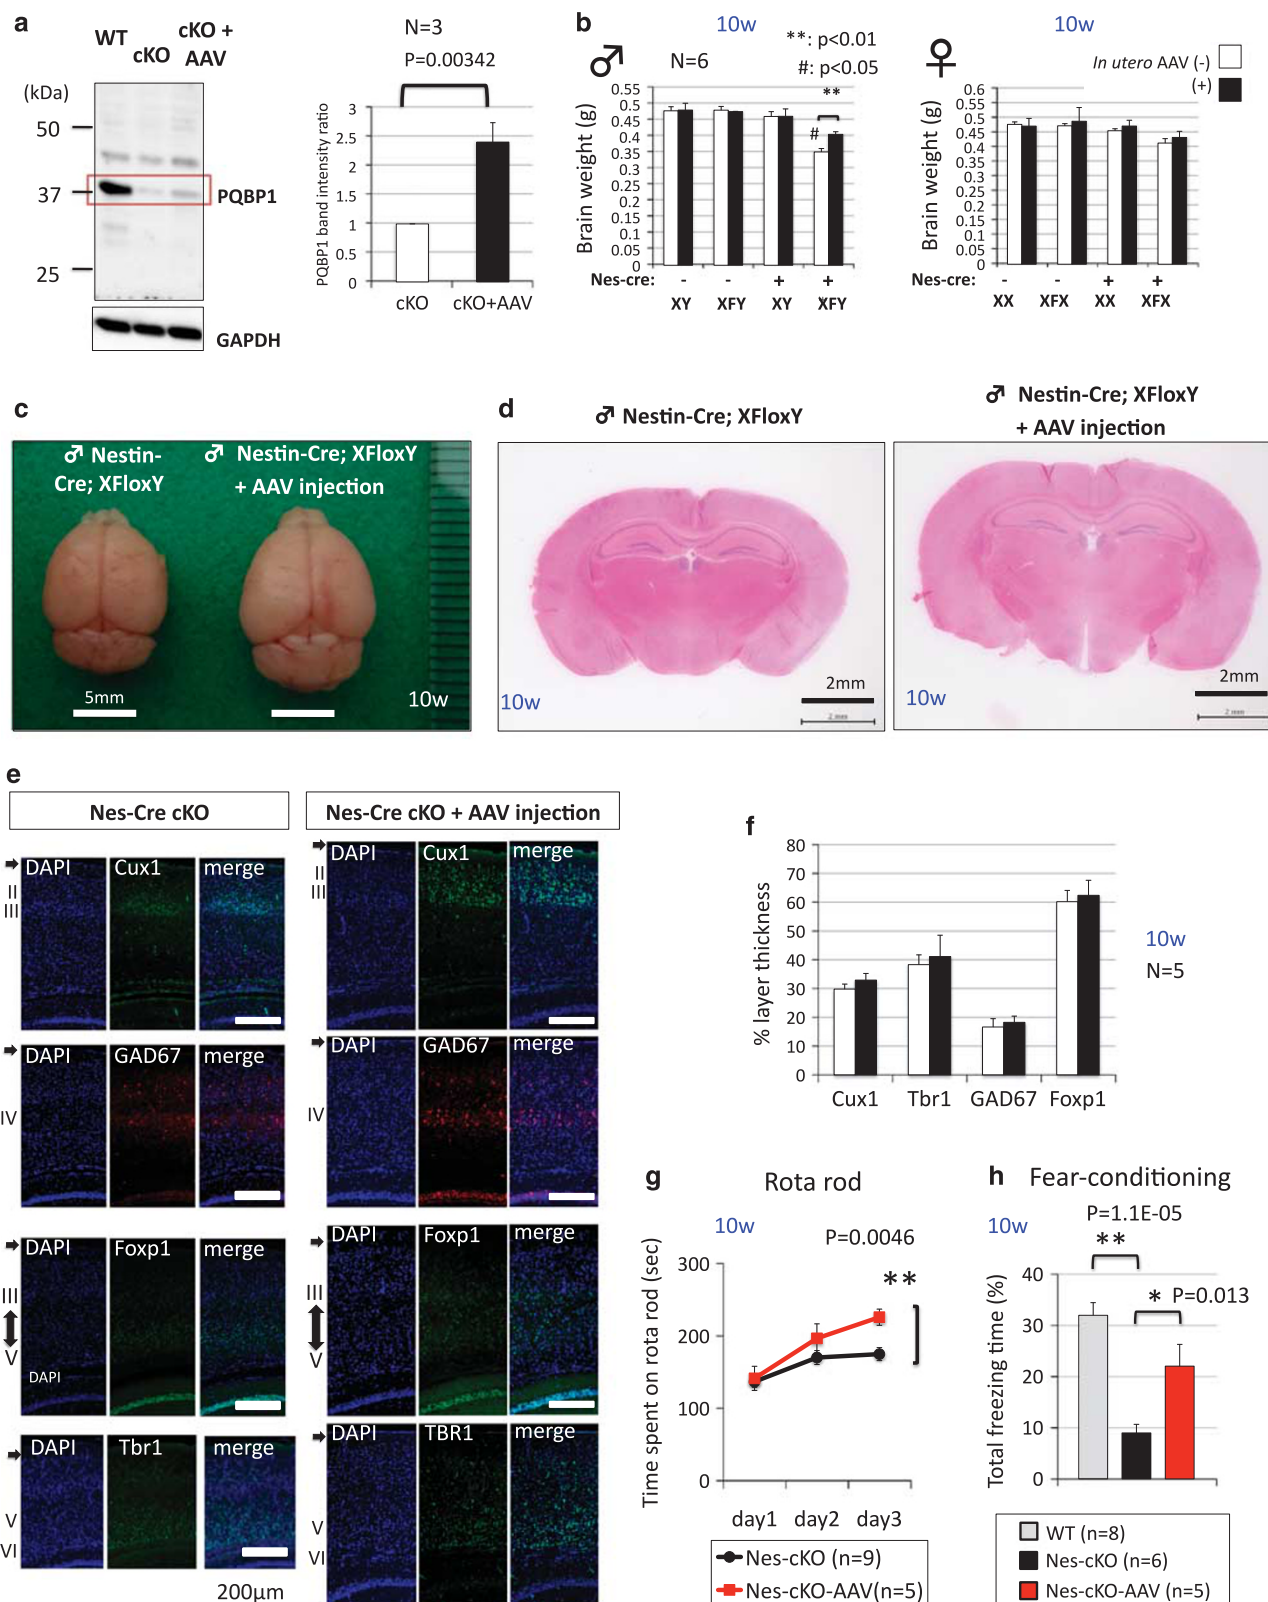 a
WT
cKO
cKO +
AAV
(kDa)
50
37
25
PQBP1
GAPDH
N=3
P=0.00342
PQBP1 band intensity ratio
3
2.5
2
1.5
1
0.5
0
cKO
cKO+AAV
b
10w
♂
N=6
**: p<0.01
#: p<0.05
**
#
Brain weight (g)
0.55
0.5
0.45
0.4
0.35
0.3
0.25
0.2
0.15
0.1
0.05
0
Nes-cre:
- - + +
XY XFY XY XFY
10w
♀
In utero AAV (-)
(+)
Brain weight (g)
0.6
0.55
0.5
0.45
0.4
0.35
0.3
0.25
0.2
0.15
0.1
0.05
0
Nes-cre:
- - + +
XX XFX XX XFX
c
♂ Nestin-
Cre; XFloxY
♂ Nestin-Cre; XFloxY
+ AAV injection
5mm
10w
d
♂ Nestin-Cre; XFloxY
10w
2mm
2 mm
♂ Nestin-Cre; XFloxY
+ AAV injection
10w
2mm
2 mm
e
Nes-Cre cKO
Nes-Cre cKO + AAV injection
DAPI Cux1 merge
II
III
DAPI Cux1 merge
II
III
DAPI GAD67 merge
IV
DAPI GAD67 merge
IV
DAPI Foxp1 merge
III
V
DAPI
DAPI Foxp1 merge
III
V
DAPI Tbr1 merge
V
VI
DAPI TBR1 merge
V
VI
200μm
f
% layer thickness
80
70
60
50
40
30
20
10
0
Cux1 Tbr1 GAD67 Foxp1
10w
N=5
g
Rota rod
10w
P=0.0046
**
Time spent on rota rod (sec)
300
200
100
0
day1 day2 day3
Nes-cKO (n=9)
Nes-cKO-AAV(n=5)
h
Fear-conditioning
10w
P=1.1E-05
**
* P=0.013
Total freezing time (%)
40
30
20
10
0
WT (n=8)
Nes-cKO (n=6)
Nes-cKO-AAV (n=5)